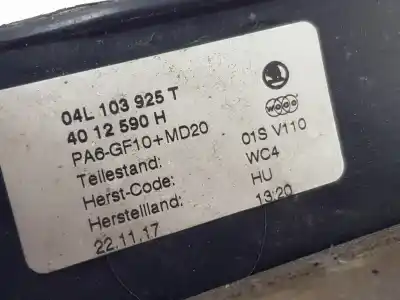 04L 103 925 T
40 12 590 H
PA6-GF10+MD20
Teilestand: 01S V110
Herst-Code: WC4
Herstelland: HU
22.11.17 13:20